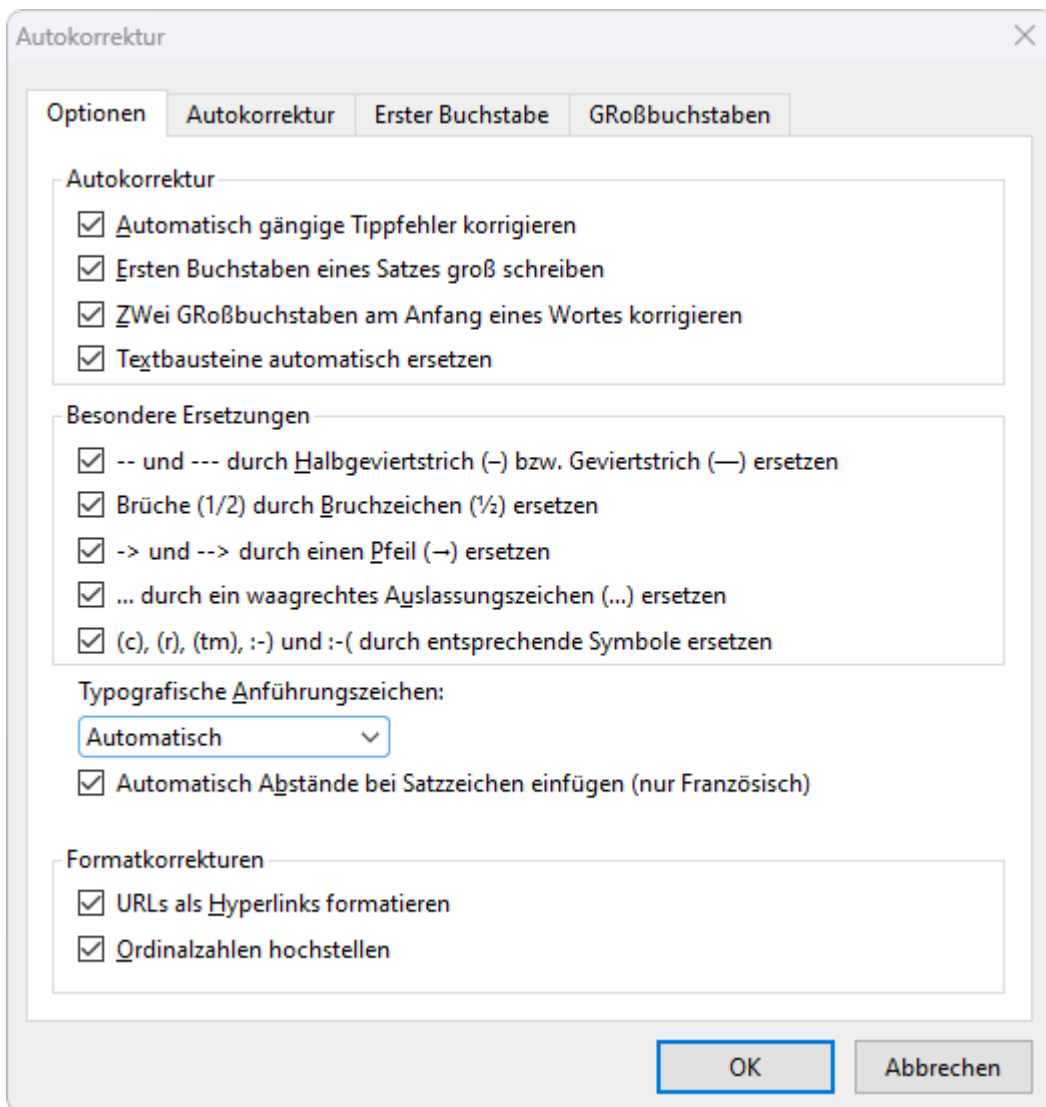 Autokorrektur
Optionen Autokorrektur Erster Buchstabe GRoßbuchstaben
Autokorrektur
Automatisch gängige Tippfehler korrigieren
Ersten Buchstaben eines Satzes groß schreiben
ZWei GRoßbuchstaben am Anfang eines Wortes korrigieren
Textbausteine automatisch ersetzen
Besondere Ersetzungen
-- und --- durch Halbgeviertstrich (–) bzw. Geviertstrich (—) ersetzen
Brüche (1/2) durch Bruchzeichen (½) ersetzen
-> und --> durch einen Pfeil (→) ersetzen
... durch ein waagrechtes Auslassungszeichen (…) ersetzen
(c), (r), (tm), :-) und :-( durch entsprechende Symbole ersetzen
Typografische Anführungszeichen:
Automatisch
Automatisch Abstände bei Satzzeichen einfügen (nur Französisch)
Formatkorrekturen
URLs als Hyperlinks formatieren
Ordinalzahlen hochstellen
OK Abbrechen